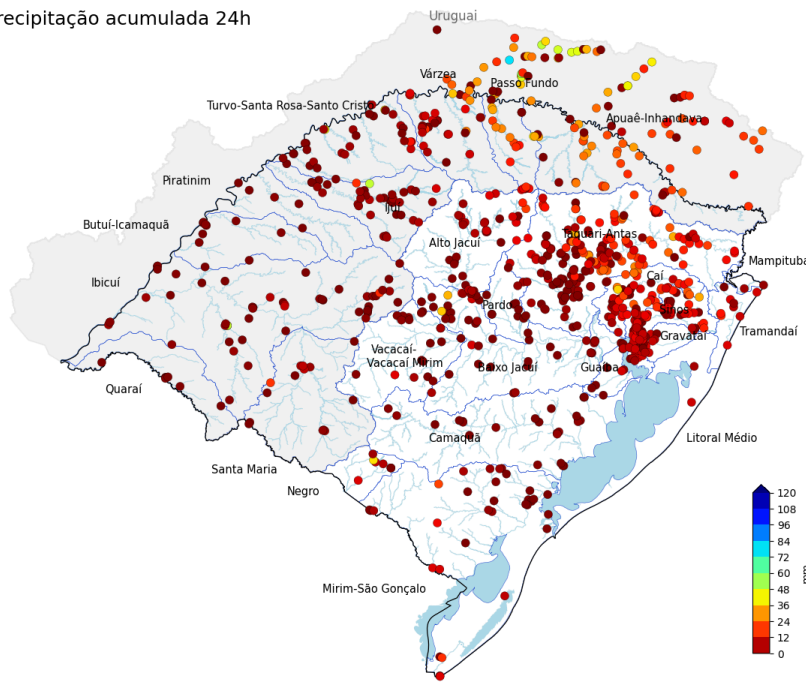 recipitação acumulada 24h
Uruguai
Várzea
Passo Fundo
Turvo-Santa Rosa-Santo Cristo
Apuaê-Inhandava
Piratinim
Ijuí
Butuí-Icamaquã
Taquari-Antas
Alto Jacuí
Mampituba
Ibicuí
Caí
Pardo
Sinos
Tramandaí
Gravataí
Vacacaí-
Vacacaí Mirim
Baixo Jacuí
Guaíba
Quaraí
Camaquã
Litoral Médio
Santa Maria
Negro
Mirim-São Gonçalo
120
108
96
84
72
60
48
36
24
12
0
mm